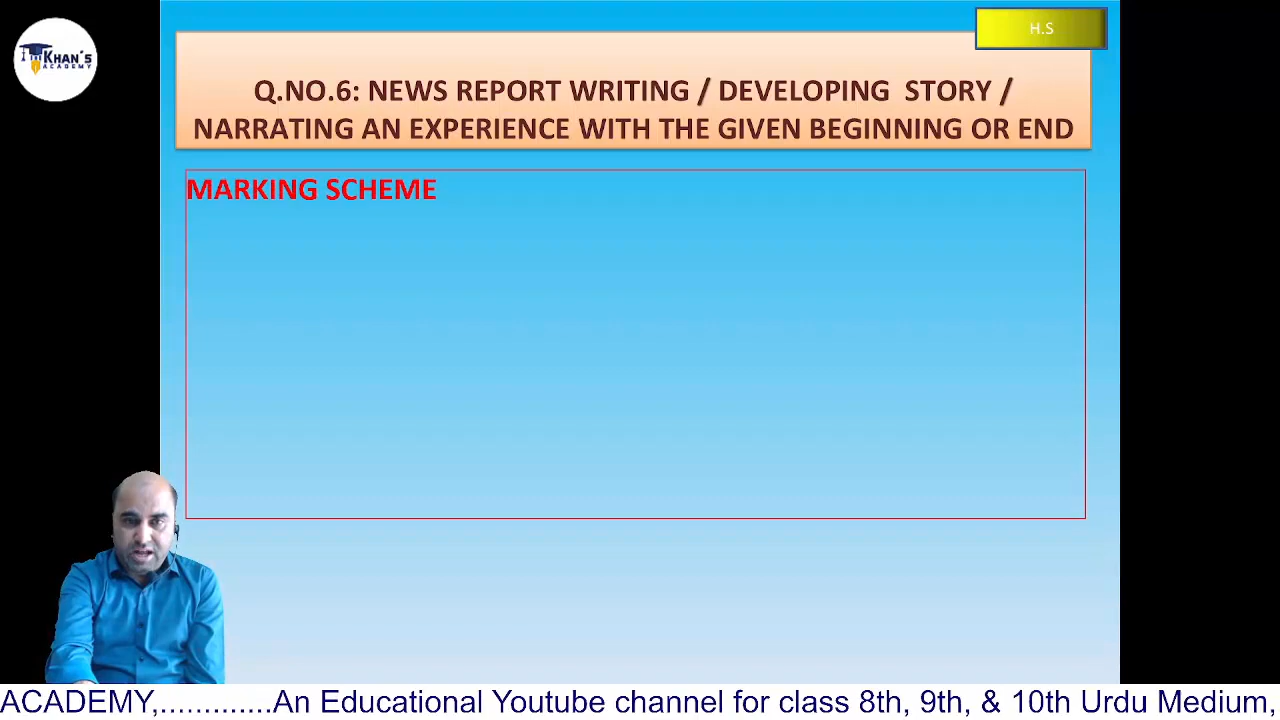 KHAN'S
ACADEMY
H.S
Q.NO.6: NEWS REPORT WRITING / DEVELOPING STORY /
NARRATING AN EXPERIENCE WITH THE GIVEN BEGINNING OR END
MARKING SCHEME
ACADEMY,.............An Educational Youtube channel for class 8th, 9th, & 10th Urdu Medium,